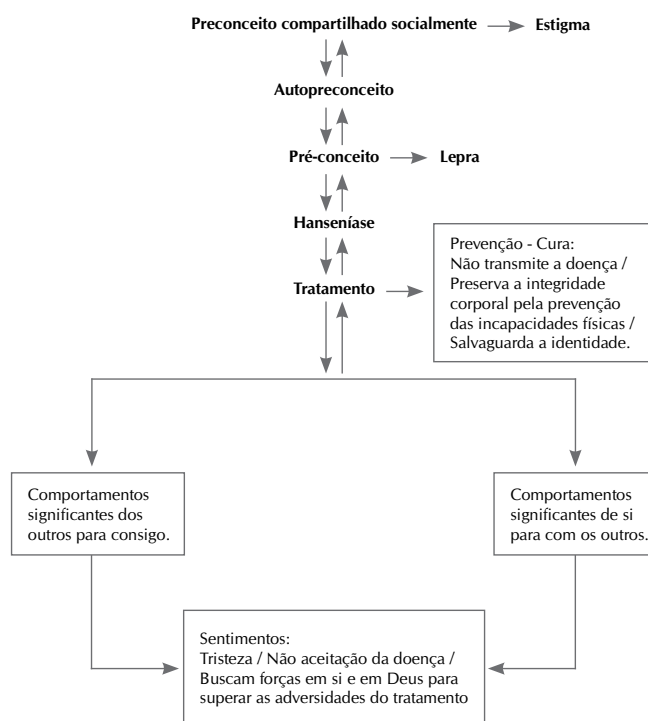 Preconceito compartilhado socialmente
Estigma
Autopreconceito
Pré-conceito
Lepra
Hanseníase
Tratamento
Prevenção - Cura:
Não transmite a doença /
Preserva a integridade
corporal pela prevenção
das incapacidades físicas /
Salvaguarda a identidade.
Comportamentos
significantes dos
outros para consigo.
Comportamentos
significantes de si
para com os outros.
Sentimentos:
Tristeza / Não aceitação da doença /
Buscam forças em si e em Deus para
superar as adversidades do tratamento